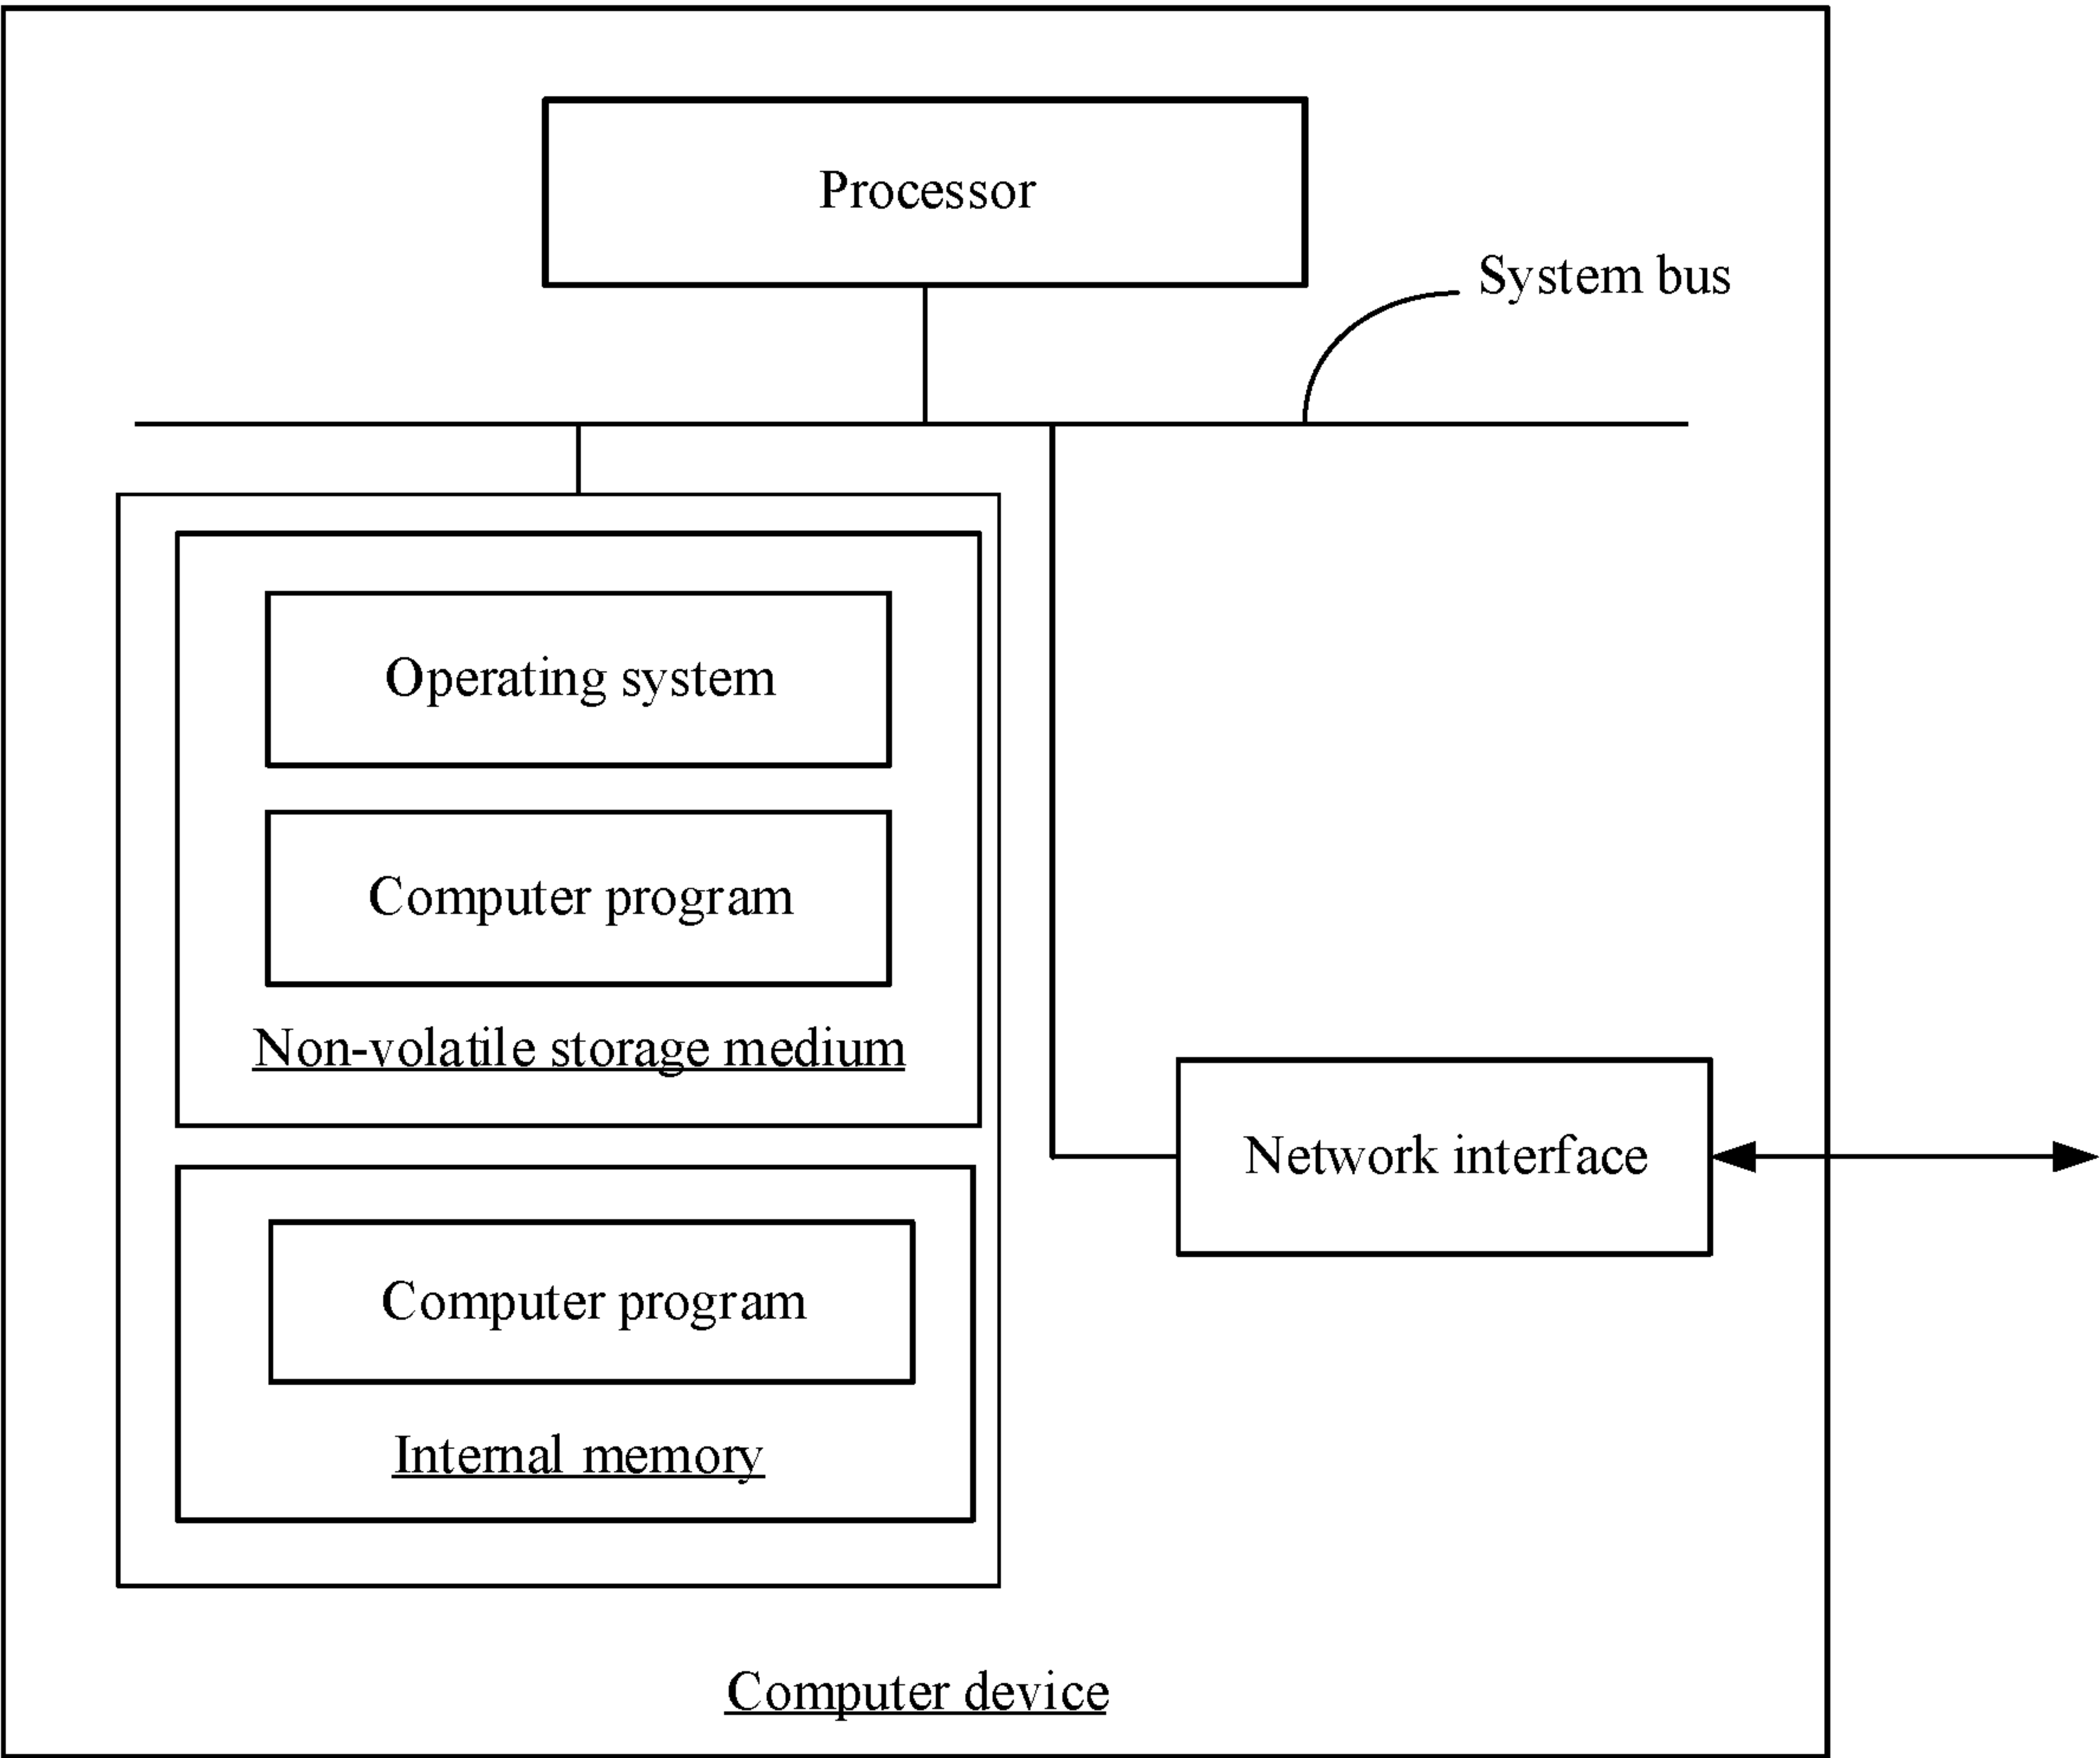 Processor
System bus
Operating system
Computer program
Non-volatile storage medium
Network interface
Computer program
Internal memory
Computer device